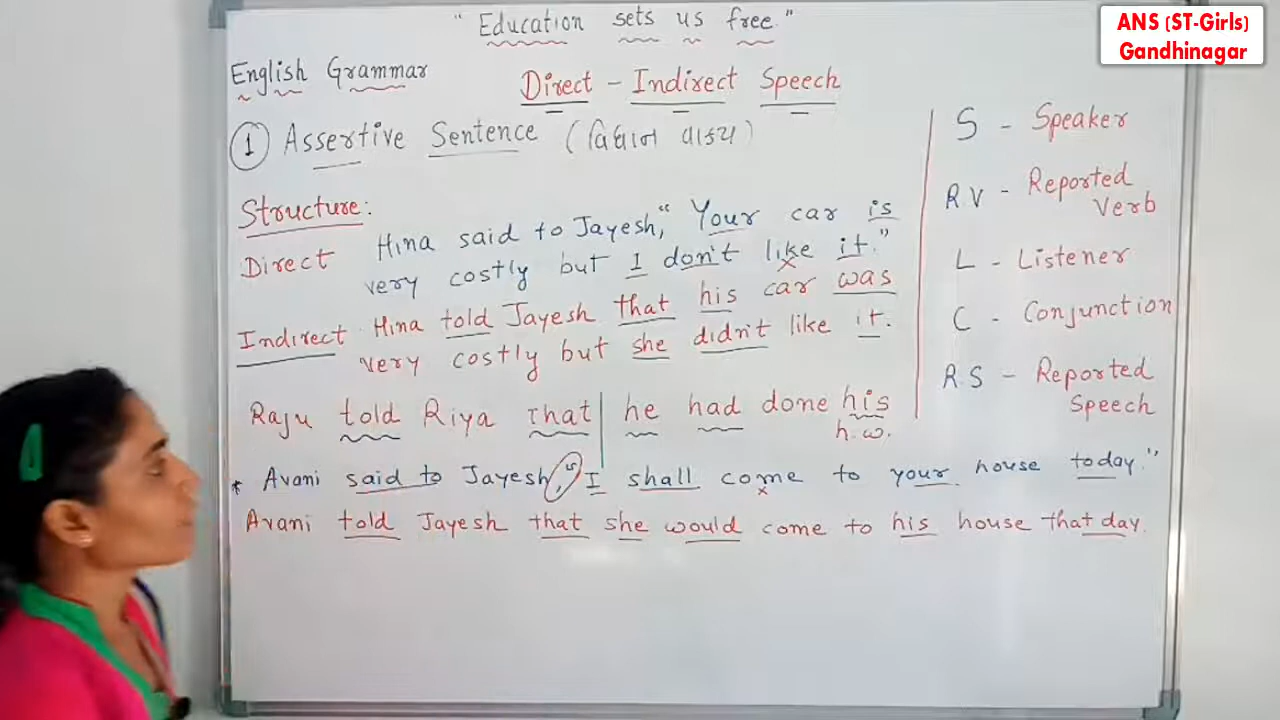 "Education sets us free."
ANS (ST-Girls)
Gandhinagar
English Grammar
Direct - Indirect Speech
① Assertive Sentence (વિધાન વાકય)
Structure:
Direct Hina said to Jayesh, "Your car is
very costly but I don't like it."
Indirect Hina told Jayesh that his car was
very costly but she didn't like it.
Raju told Riya that he had done his
h.w.
* Avani said to Jayesh, "I shall come to your house today."
Avani told Jayesh that she would come to his house that day.
S - Speaker
R V - Reported
Verb
L - Listener
C - Conjunction
R.S - Reported
Speech